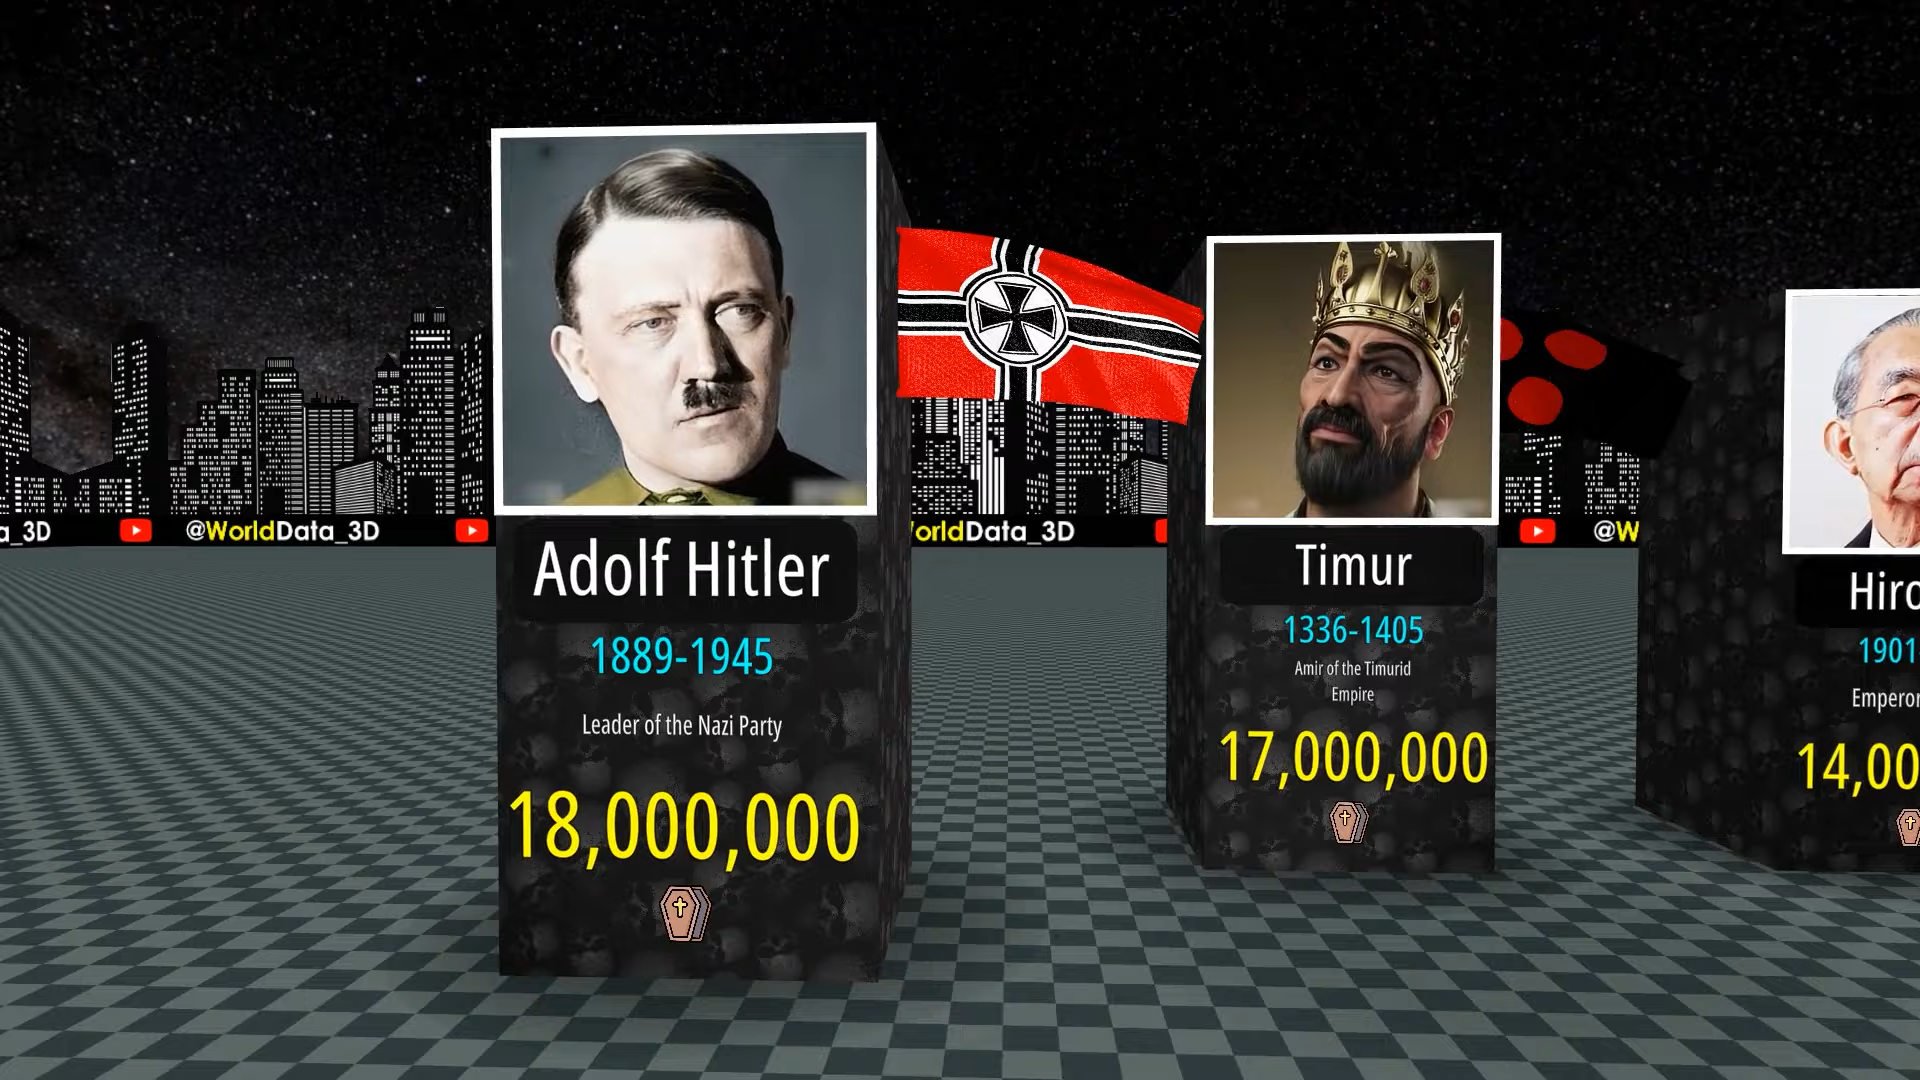 a_3D
@WorldData_3D
orldData_3D
@W
Adolf Hitler
1889-1945
Leader of the Nazi Party
18,000,000
Timur
1336-1405
Amir of the Timurid
Empire
17,000,000
Hiro
1901
Emperor
14,00